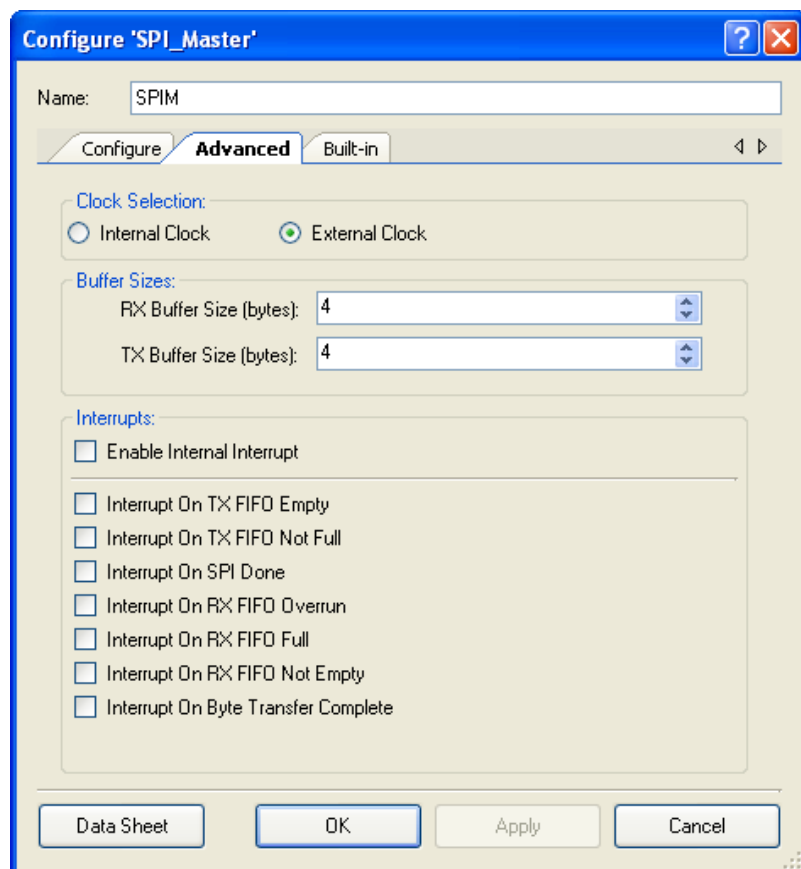 Configure 'SPI_Master'
Name: SPIM
Configure Advanced Built-in
Clock Selection:
Internal Clock External Clock
Buffer Sizes:
RX Buffer Size (bytes): 4
TX Buffer Size (bytes): 4
Interrupts:
Enable Internal Interrupt
Interrupt On TX FIFO Empty
Interrupt On TX FIFO Not Full
Interrupt On SPI Done
Interrupt On RX FIFO Overrun
Interrupt On RX FIFO Full
Interrupt On RX FIFO Not Empty
Interrupt On Byte Transfer Complete
Data Sheet OK Apply Cancel